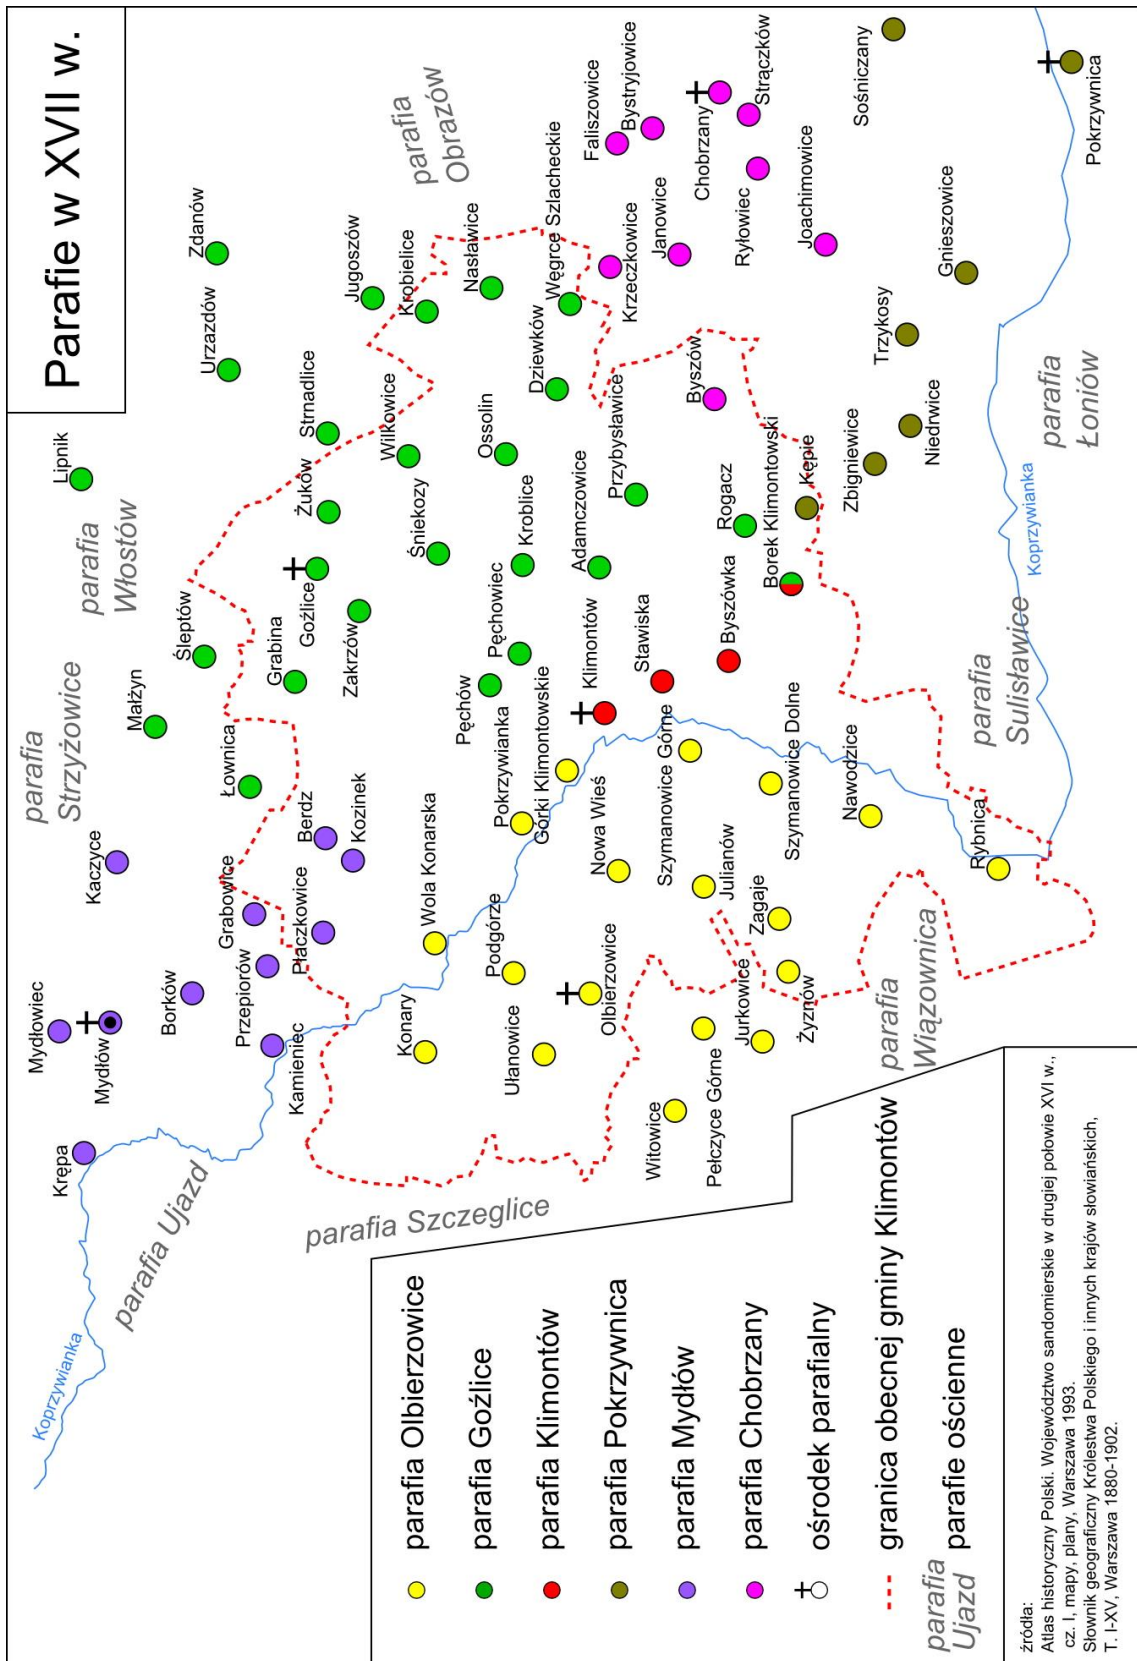 Parafie w XVII w.
Koprzywianka
Krępa
Mydłowiec
Mydłów
Kaczyce
Borków
Małżyn
Lipnik
parafia
Strzyżowice
parafia
Włostów
Śleptów
Urzazdów
Zdanów
parafia Ujazd
Kamieniec
Przepiorów
Grabowice
Płaczkowice
Łownica
Berdz
Kozinek
Grabina
Goźlice
Zakrzów
Żuków
Strnadlice
Jugoszów
Krobielice
parafia
Obrazów
parafia Szczeglice
Konary
Wola Konarska
Śniekozy
Wilkowice
Nasławice
Ułanowice
Podgórze
Pokrzywianka
Pęchów
Pęchowiec
Kroblice
Ossolin
Dziewków
Węgrce Szlacheckie
Olbierzowice
Górki Klimontowskie
Nowa Wieś
Klimontów
Adamczowice
Przybysławice
Krzeczkowice
Faliszowice
Bystryjowice
Witowice
Pełczyce Górne
Jurkowice
Julianów
Szymanowice Górne
Stawiska
Byszówka
Rogacz
Byszów
Janowice
Chobrzany
Ryłowiec
Strączków
Żyznów
Zagaje
Szymanowice Dolne
Borek Klimontowski
Kępie
Joachimowice
Nawodzice
Zbigniewice
Niedrwice
Trzykosy
Gnieszowice
Sośniczany
parafia
Wiązownica
Rybnica
parafia
Sulisławice
Koprzywianka
parafia
Łoniów
Pokrzywnica
parafia Olbierzowice
parafia Goźlice
parafia Klimontów
parafia Pokrzywnica
parafia Mydłów
parafia Chobrzany
ośrodek parafialny
granica obecnej gminy Klimontów
parafia
Ujazd
parafie ościenne
źródła:
Atlas historyczny Polski. Województwo sandomierskie w drugiej połowie XVI w.,
cz. I, mapy, plany, Warszawa 1993.
Słownik geograficzny Królestwa Polskiego i innych krajów słowiańskich,
T. I-XV, Warszawa 1880-1902.